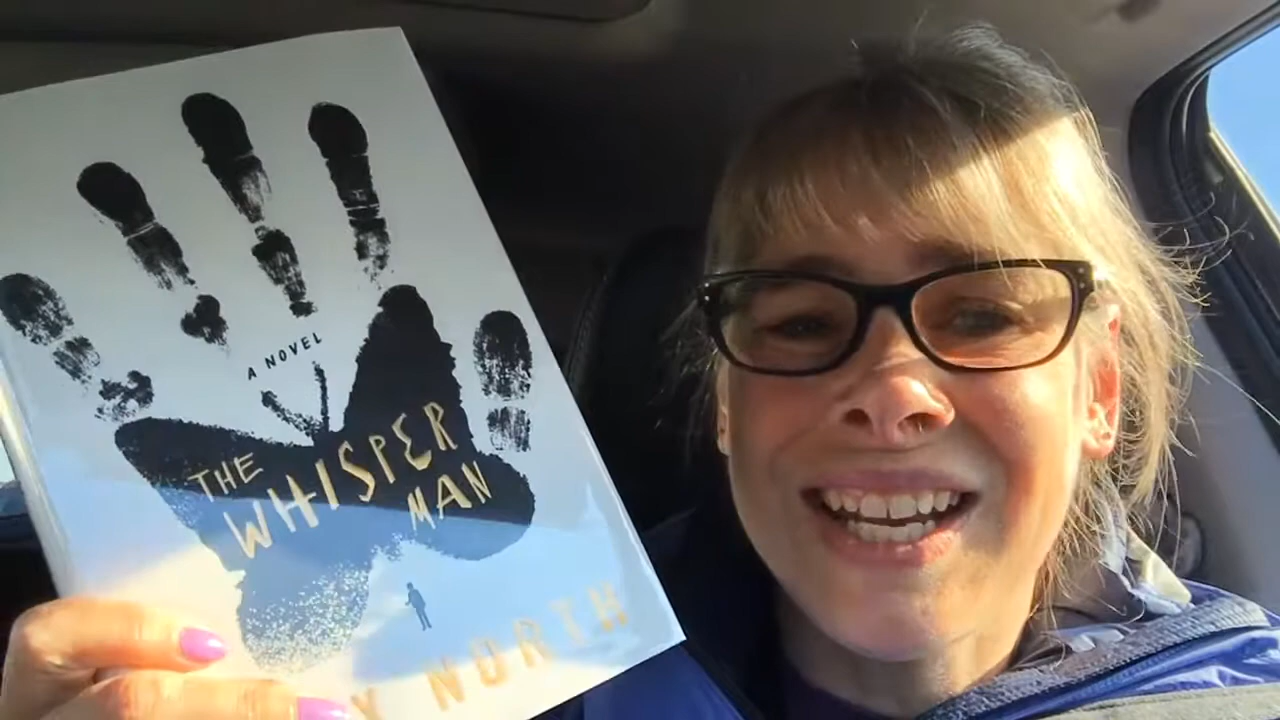 A NOVEL
THE
WHISPER
MAN
X NORTH